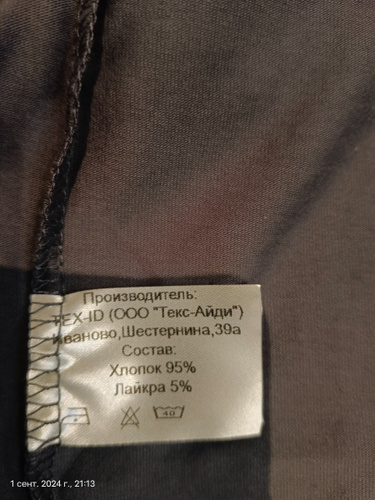 Производитель:
TEX-ID (ООО "Текс-Айди")
Иваново,Шестернина,39а
Состав:
Хлопок 95%
Лайкра 5%
40
1 сент. 2024 г., 21:13